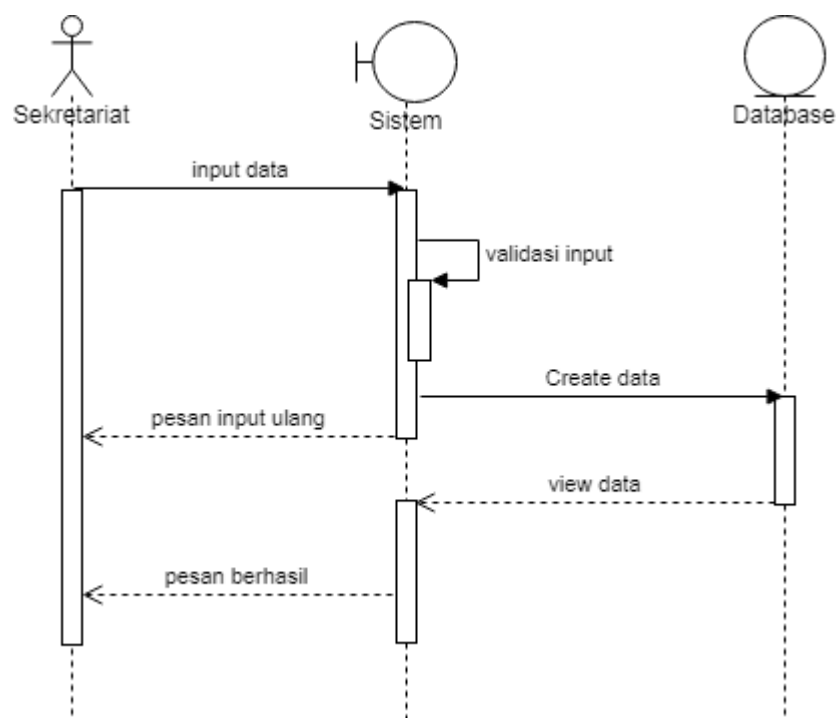 Sekretariat
Sistem
Database
input data
validasi input
Create data
pesan input ulang
view data
pesan berhasil